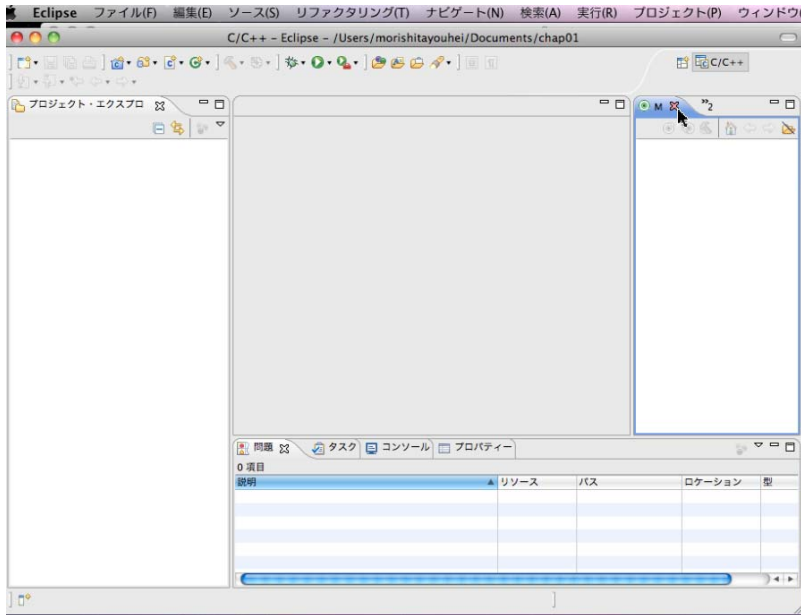 Eclipse ファイル(F) 編集(E) ソース(S) リファクタリング(T) ナビゲート(N) 検索(A) 実行(R) プロジェクト(P) ウィンドウ(
C/C++ - Eclipse - /Users/morishitayouhei/Documents/chap01
C/C++
プロジェクト・エクスプロ
M
"2
問題 タスク コンソール プロパティー
0 項目
説明 リソース パス ロケーション 型